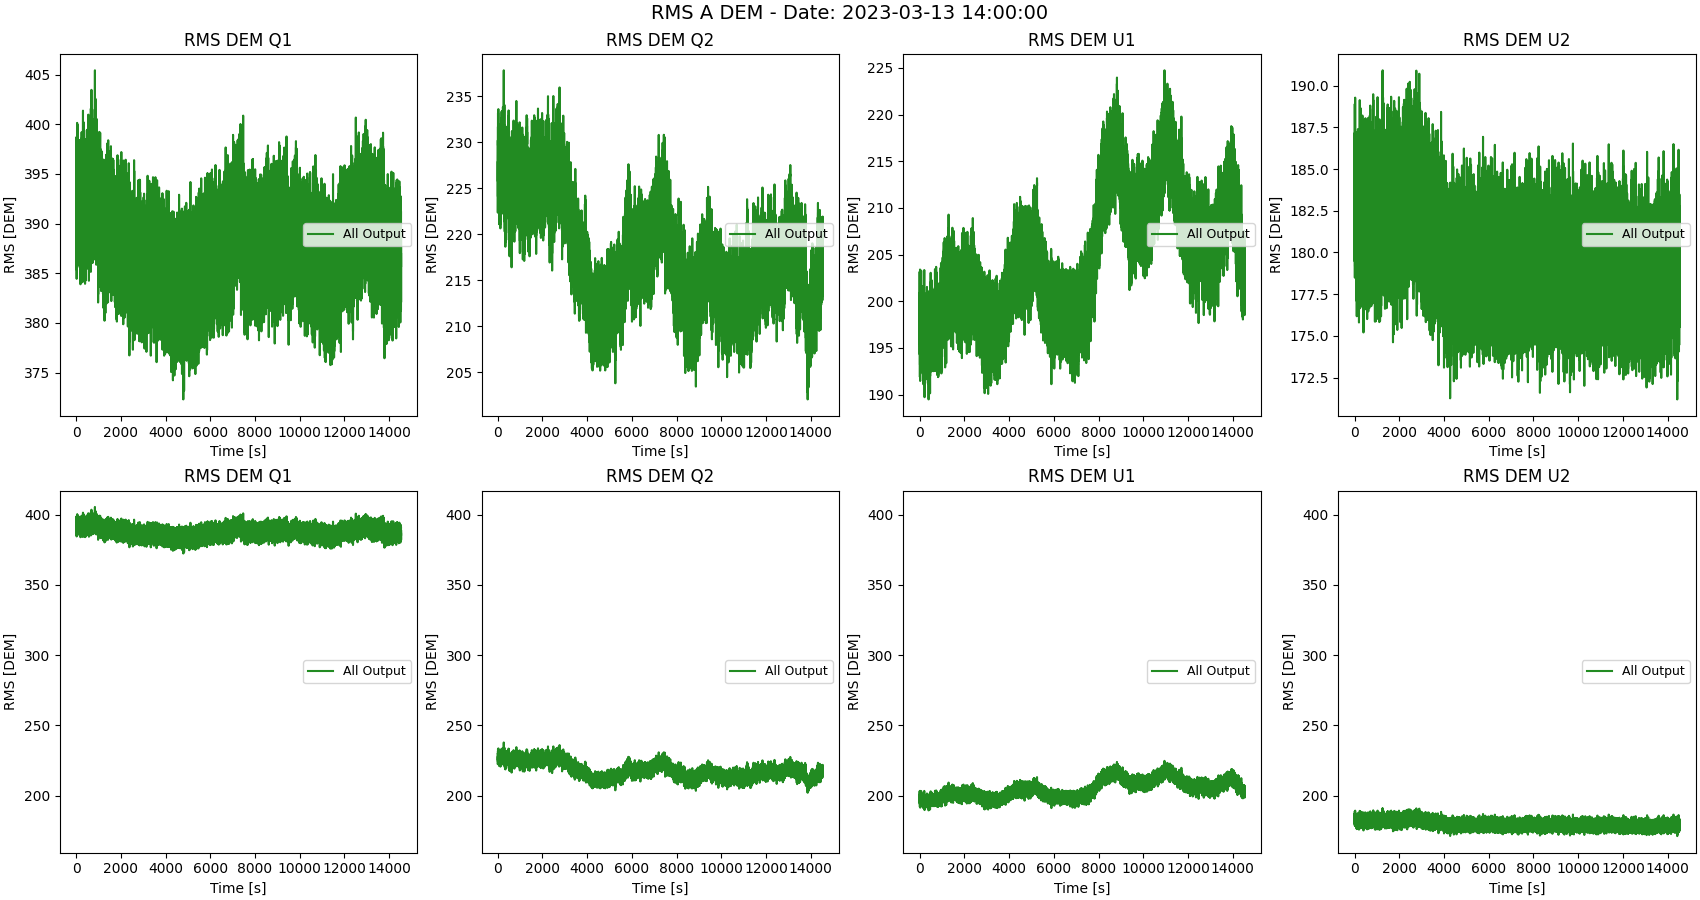 RMS A DEM - Date: 2023-03-13 14:00:00
RMS DEM Q1
RMS [DEM]
405
400
395
390
385
380
375
All Output
0 2000 4000 6000 8000 10000 12000 14000
Time [s]
RMS DEM Q2
RMS [DEM]
235
230
225
220
215
210
205
All Output
0 2000 4000 6000 8000 10000 12000 14000
Time [s]
RMS DEM U1
RMS [DEM]
225
220
215
210
205
200
195
190
All Output
0 2000 4000 6000 8000 10000 12000 14000
Time [s]
RMS DEM U2
RMS [DEM]
190.0
187.5
185.0
182.5
180.0
177.5
175.0
172.5
All Output
0 2000 4000 6000 8000 10000 12000 14000
Time [s]
RMS DEM Q1
RMS [DEM]
400
350
300
250
200
All Output
0 2000 4000 6000 8000 10000 12000 14000
Time [s]
RMS DEM Q2
RMS [DEM]
400
350
300
250
200
All Output
0 2000 4000 6000 8000 10000 12000 14000
Time [s]
RMS DEM U1
RMS [DEM]
400
350
300
250
200
All Output
0 2000 4000 6000 8000 10000 12000 14000
Time [s]
RMS DEM U2
RMS [DEM]
400
350
300
250
200
All Output
0 2000 4000 6000 8000 10000 12000 14000
Time [s]